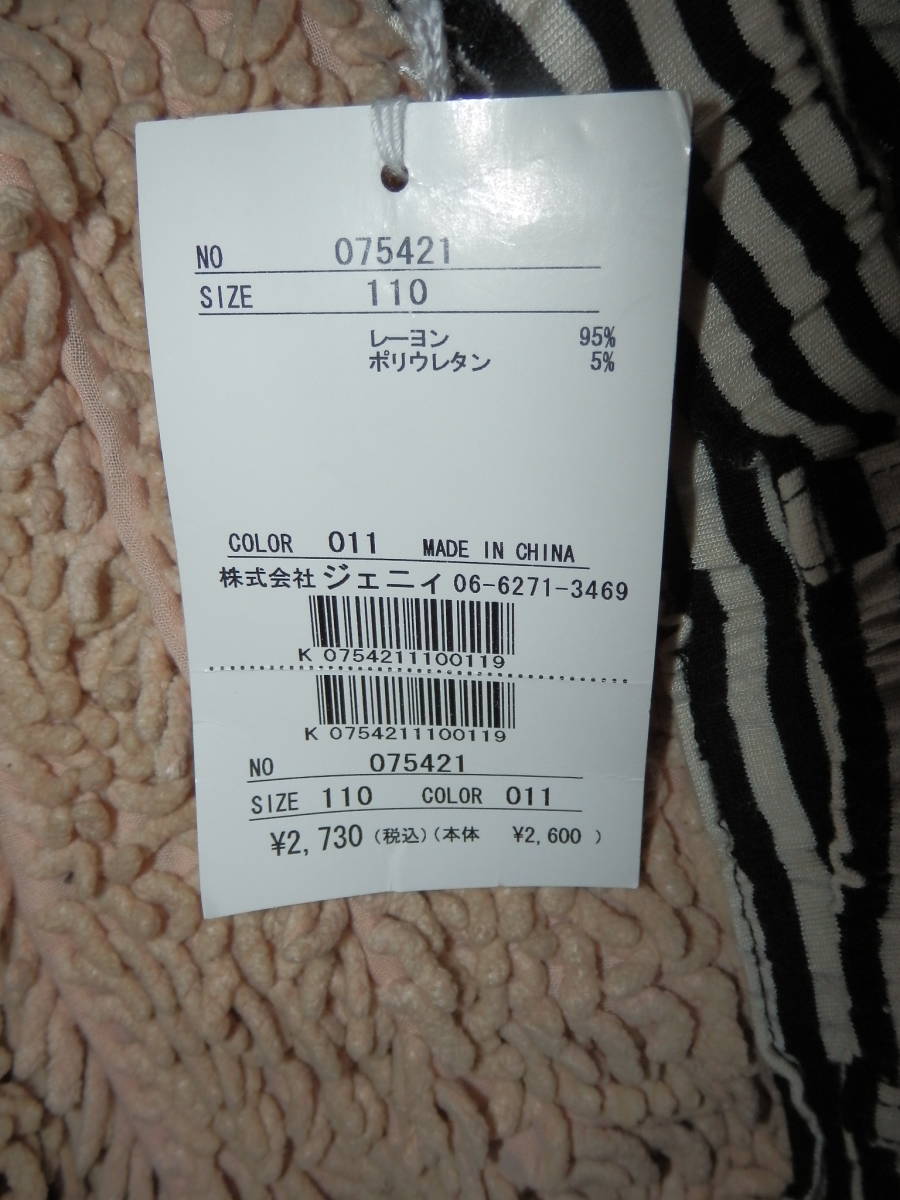 NO 075421
SIZE 110
レーヨン 95%
ポリウレタン 5%
COLOR 011 MADE IN CHINA
株式会社 ジェニィ 06-6271-3469
K 0754211100119
K 0754211100119
NO 075421
SIZE 110 COLOR 011
¥2,730 (税込) (本体 ¥2,600 )